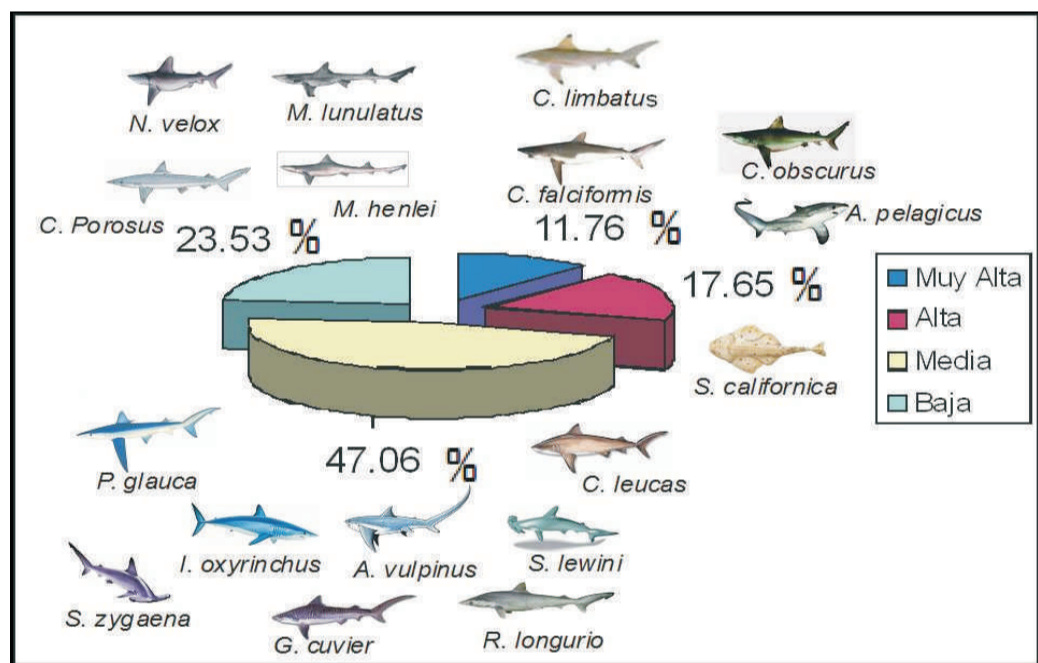 N. velox
M. lunulatus
C. limbatus
C. Porosus
M. henlei
C. falciformis
C. obscurus
A. pelagicus
23.53 %
11.76 %
17.65 %
Muy Alta
Alta
Media
Baja
S. californica
P. glauca
47.06 %
C. leucas
I. oxyrinchus
A. vulpinus
S. lewini
S. zygaena
G. cuvier
R. longurio